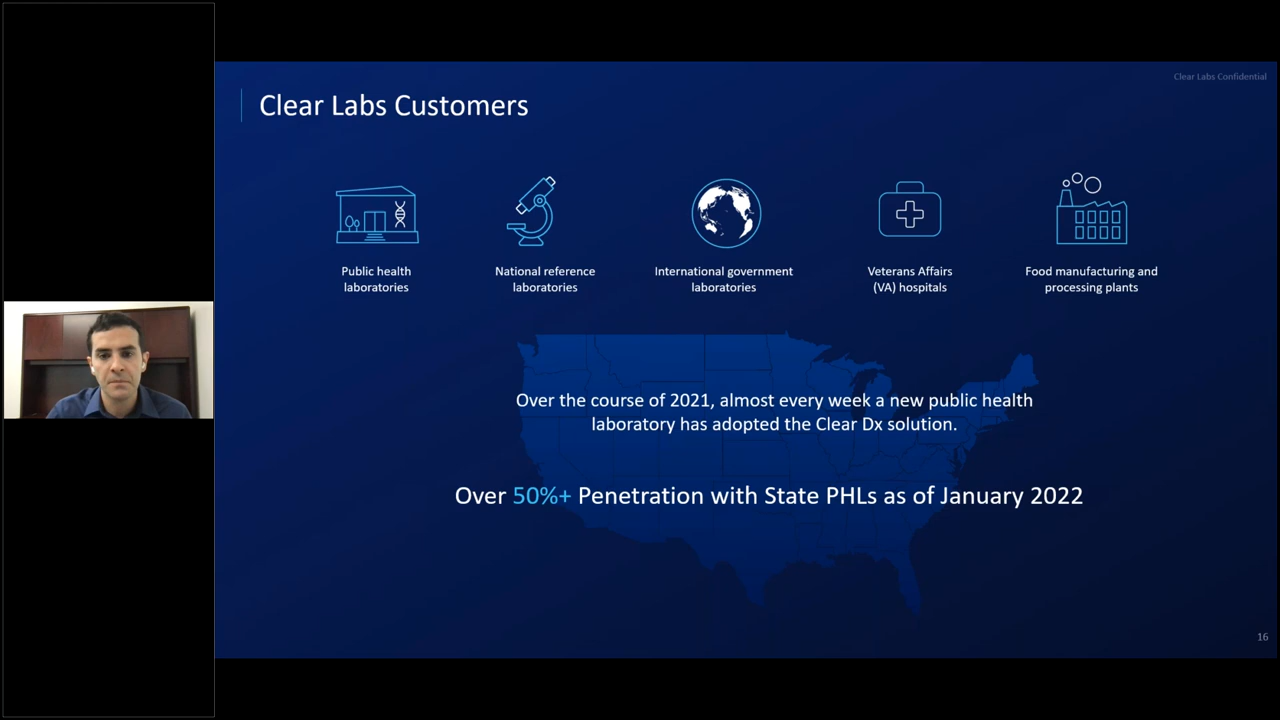 Clear Labs Confidential
Clear Labs Customers
Public health
laboratories
National reference
laboratories
International government
laboratories
Veterans Affairs
(VA) hospitals
Food manufacturing and
processing plants
Over the course of 2021, almost every week a new public health
laboratory has adopted the Clear Dx solution.
Over 50%+ Penetration with State PHLs as of January 2022
16